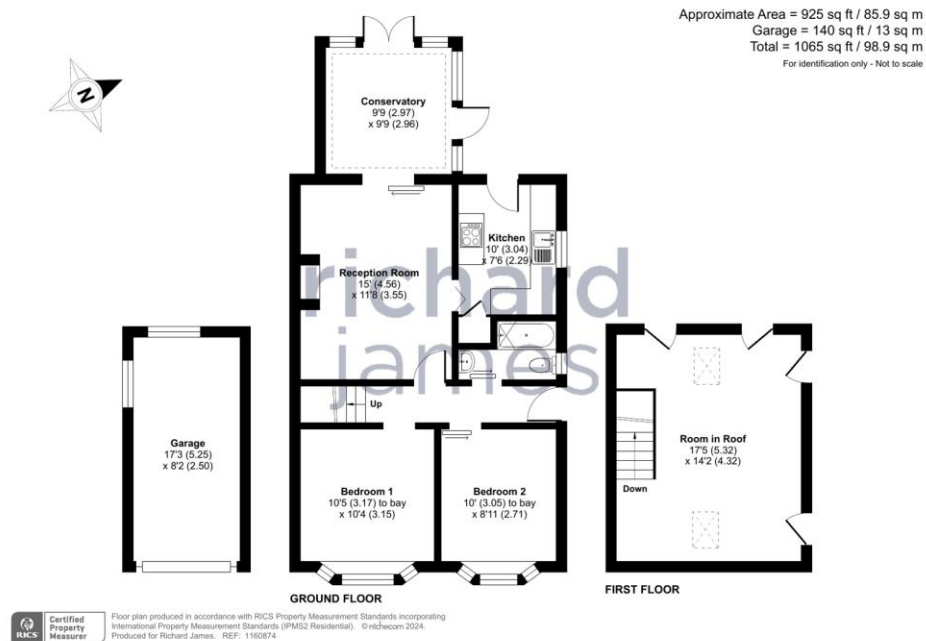 Approximate Area = 925 sq ft / 85.9 sq m
Garage = 140 sq ft / 13 sq m
Total = 1065 sq ft / 98.9 sq m
For identification only - Not to scale
N
Conservatory
9'9 (2.97)
x 9'9 (2.96)
Kitchen
10' (3.04)
x 7'6 (2.29)
Reception Room
15' (4.56)
x 11'8 (3.55)
richard
james
Up
Garage
17'3 (5.25)
x 8'2 (2.50)
Bedroom 1
10'5 (3.17) to bay
x 10'4 (3.15)
Bedroom 2
10' (3.05) to bay
x 8'11 (2.71)
Room in Roof
17'5 (5.32)
x 14'2 (4.32)
Down
GROUND FLOOR
FIRST FLOOR
RICS
Certified
Property
Measurer
Floor plan produced in accordance with RICS Property Measurement Standards incorporating
International Property Measurement Standards (IPMS2 Residential). © nichecom 2024.
Produced for Richard James. REF: 1160874